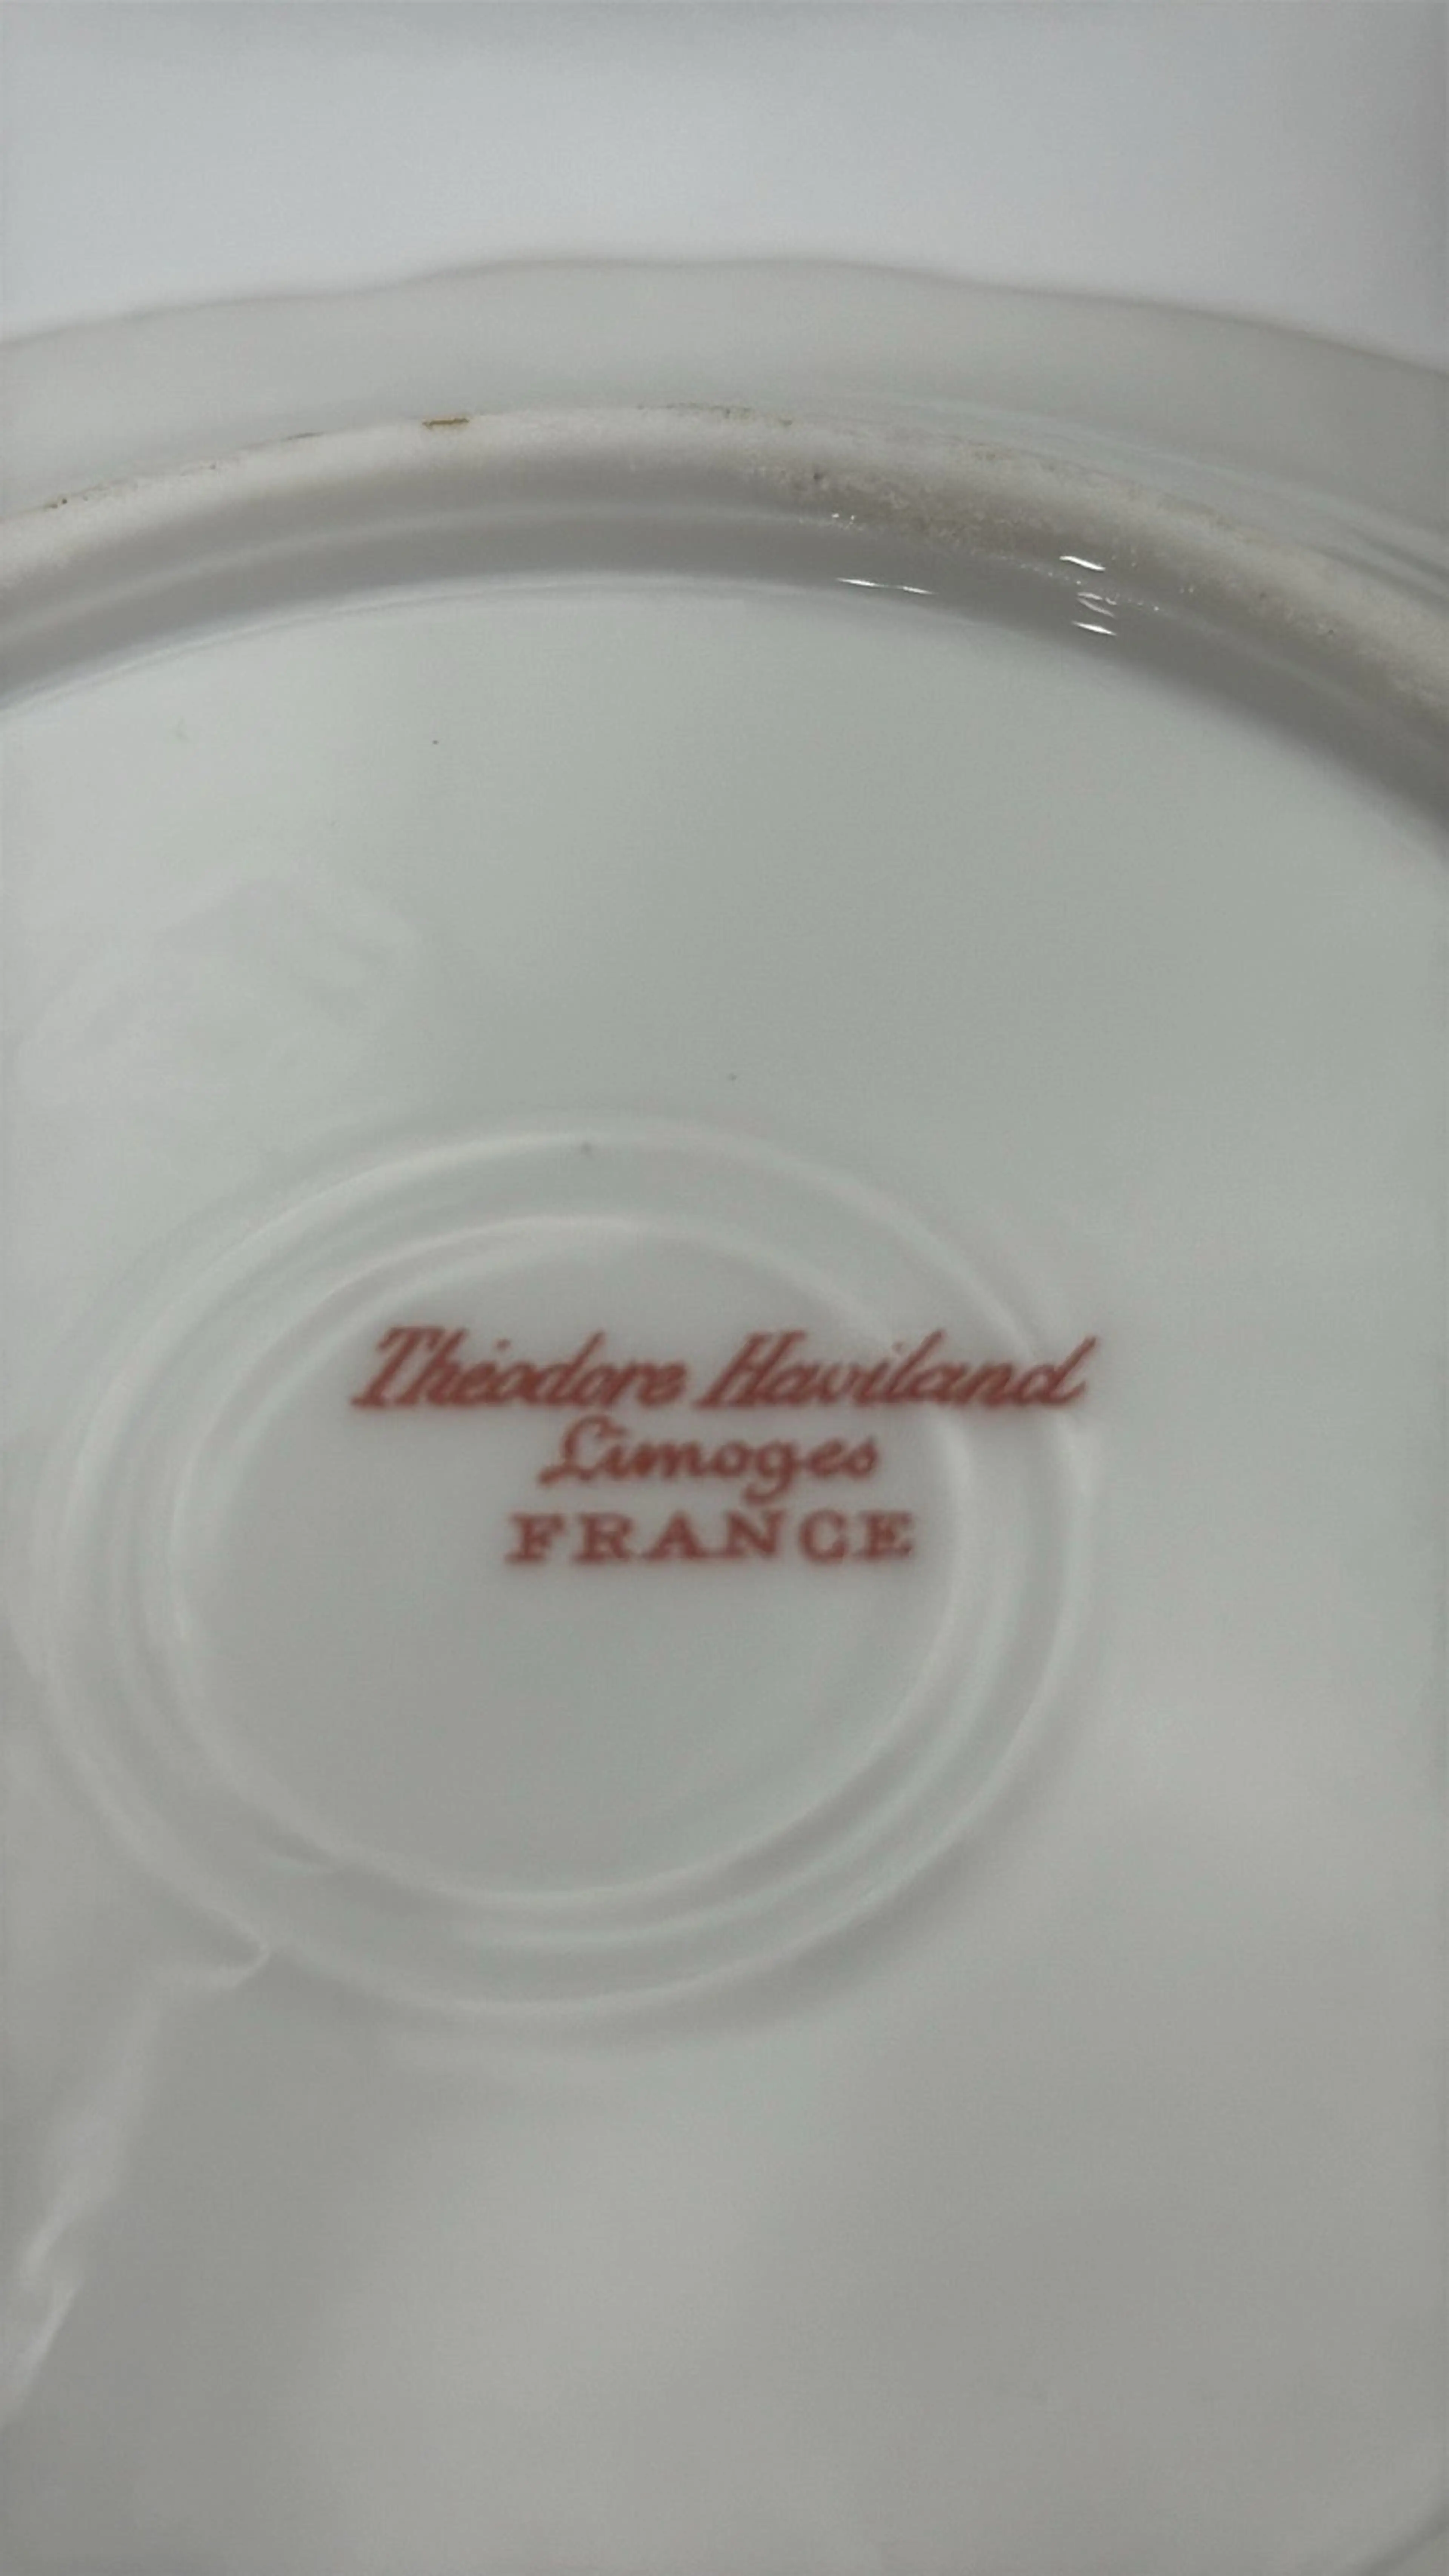 Théodore Haviland
Limoges
FRANCE